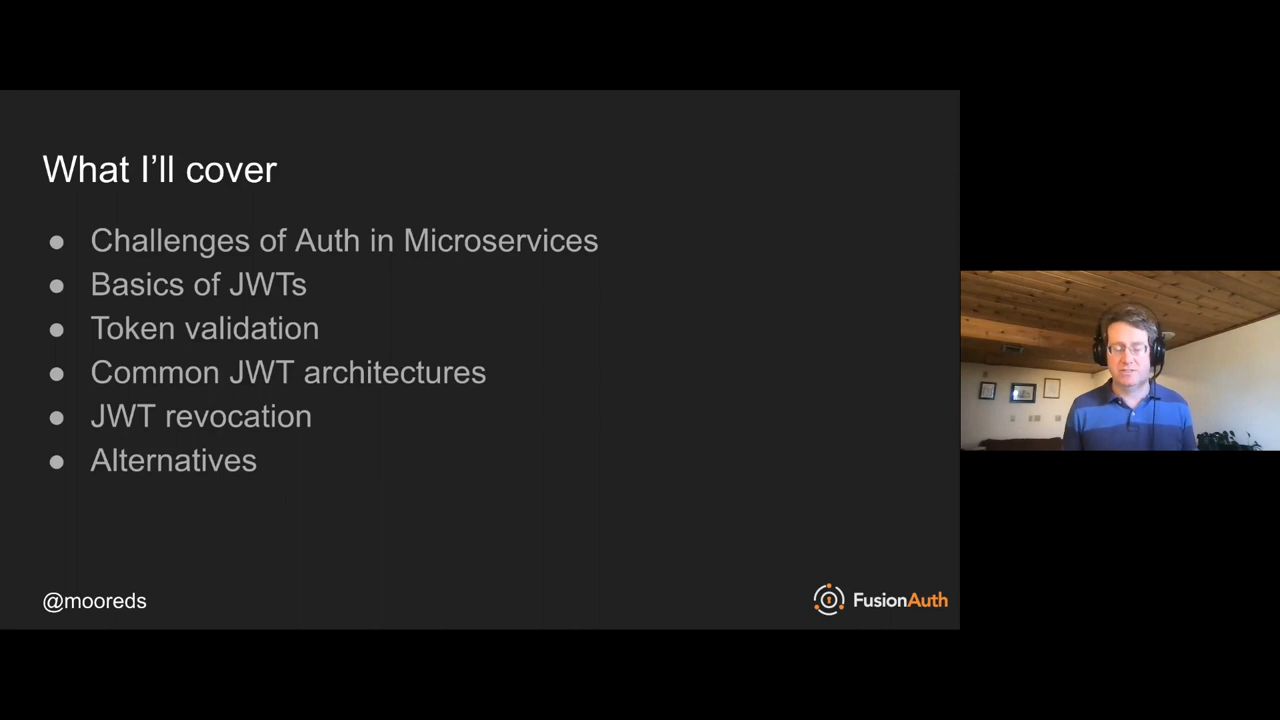 What I’ll cover
● Challenges of Auth in Microservices
● Basics of JWTs
● Token validation
● Common JWT architectures
● JWT revocation
● Alternatives
@mooreds
FusionAuth